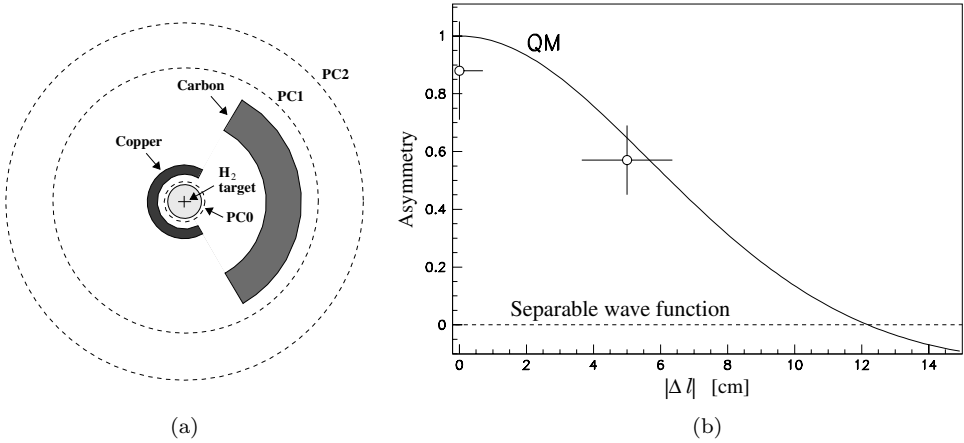 PC2
PC1
Carbon
Copper
H2
target
PC0
(a)
Asymmetry
1
0.8
0.6
0.4
0.2
0
QM
Separable wave function
0 2 4 6 8 10 12 14
|Δ l| [cm]
(b)